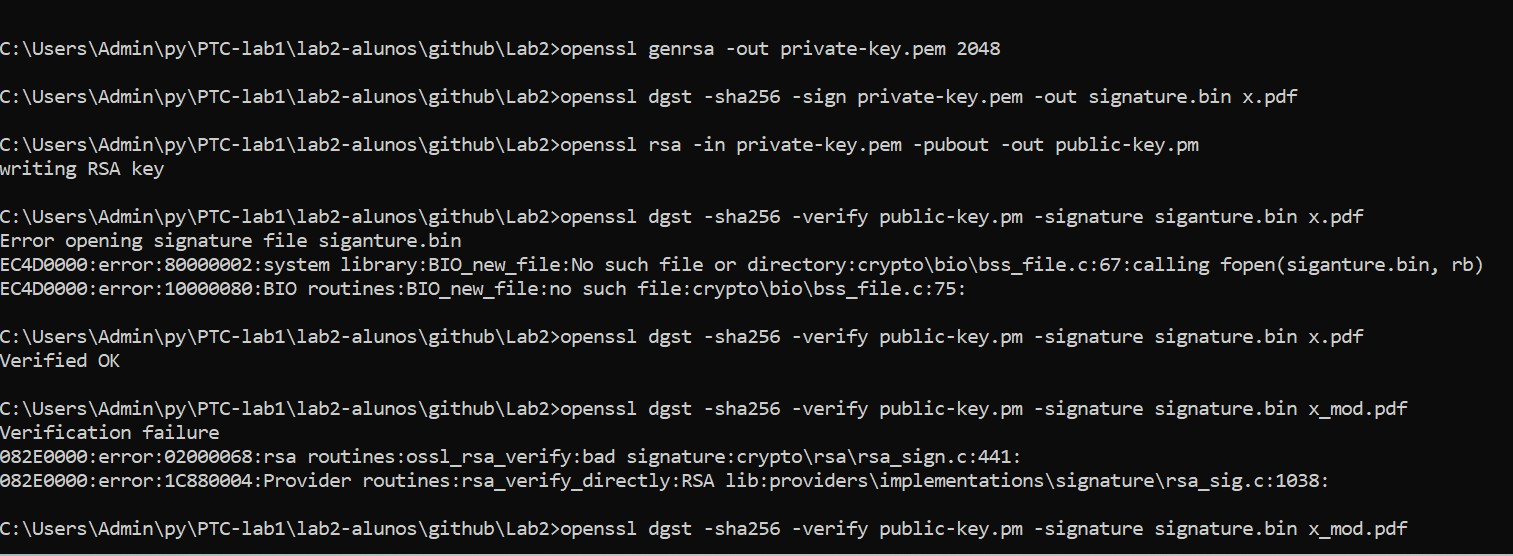 C:\Users\Admin\py\PTC-lab1\lab2-alunos\github\Lab2>openssl genrsa -out private-key.pem 2048
C:\Users\Admin\py\PTC-lab1\lab2-alunos\github\Lab2>openssl dgst -sha256 -sign private-key.pem -out signature.bin x.pdf
C:\Users\Admin\py\PTC-lab1\lab2-alunos\github\Lab2>openssl rsa -in private-key.pem -pubout -out public-key.pm
writing RSA key
C:\Users\Admin\py\PTC-lab1\lab2-alunos\github\Lab2>openssl dgst -sha256 -verify public-key.pm -signature siganture.bin x.pdf
Error opening signature file siganture.bin
EC4D0000:error:80000002:system library:BIO_new_file:No such file or directory:crypto\bio\bss_file.c:67:calling fopen(siganture.bin, rb)
EC4D0000:error:10000080:BIO routines:BIO_new_file:no such file:crypto\bio\bss_file.c:75:
C:\Users\Admin\py\PTC-lab1\lab2-alunos\github\Lab2>openssl dgst -sha256 -verify public-key.pm -signature signature.bin x.pdf
Verified OK
C:\Users\Admin\py\PTC-lab1\lab2-alunos\github\Lab2>openssl dgst -sha256 -verify public-key.pm -signature signature.bin x_mod.pdf
Verification failure
082E0000:error:02000068:rsa routines:ossl_rsa_verify:bad signature:crypto\rsa\rsa_sign.c:441:
082E0000:error:1C880004:Provider routines:rsa_verify_directly:RSA lib:providers\implementations\signature\rsa_sig.c:1038:
C:\Users\Admin\py\PTC-lab1\lab2-alunos\github\Lab2>openssl dgst -sha256 -verify public-key.pm -signature signature.bin x_mod.pdf